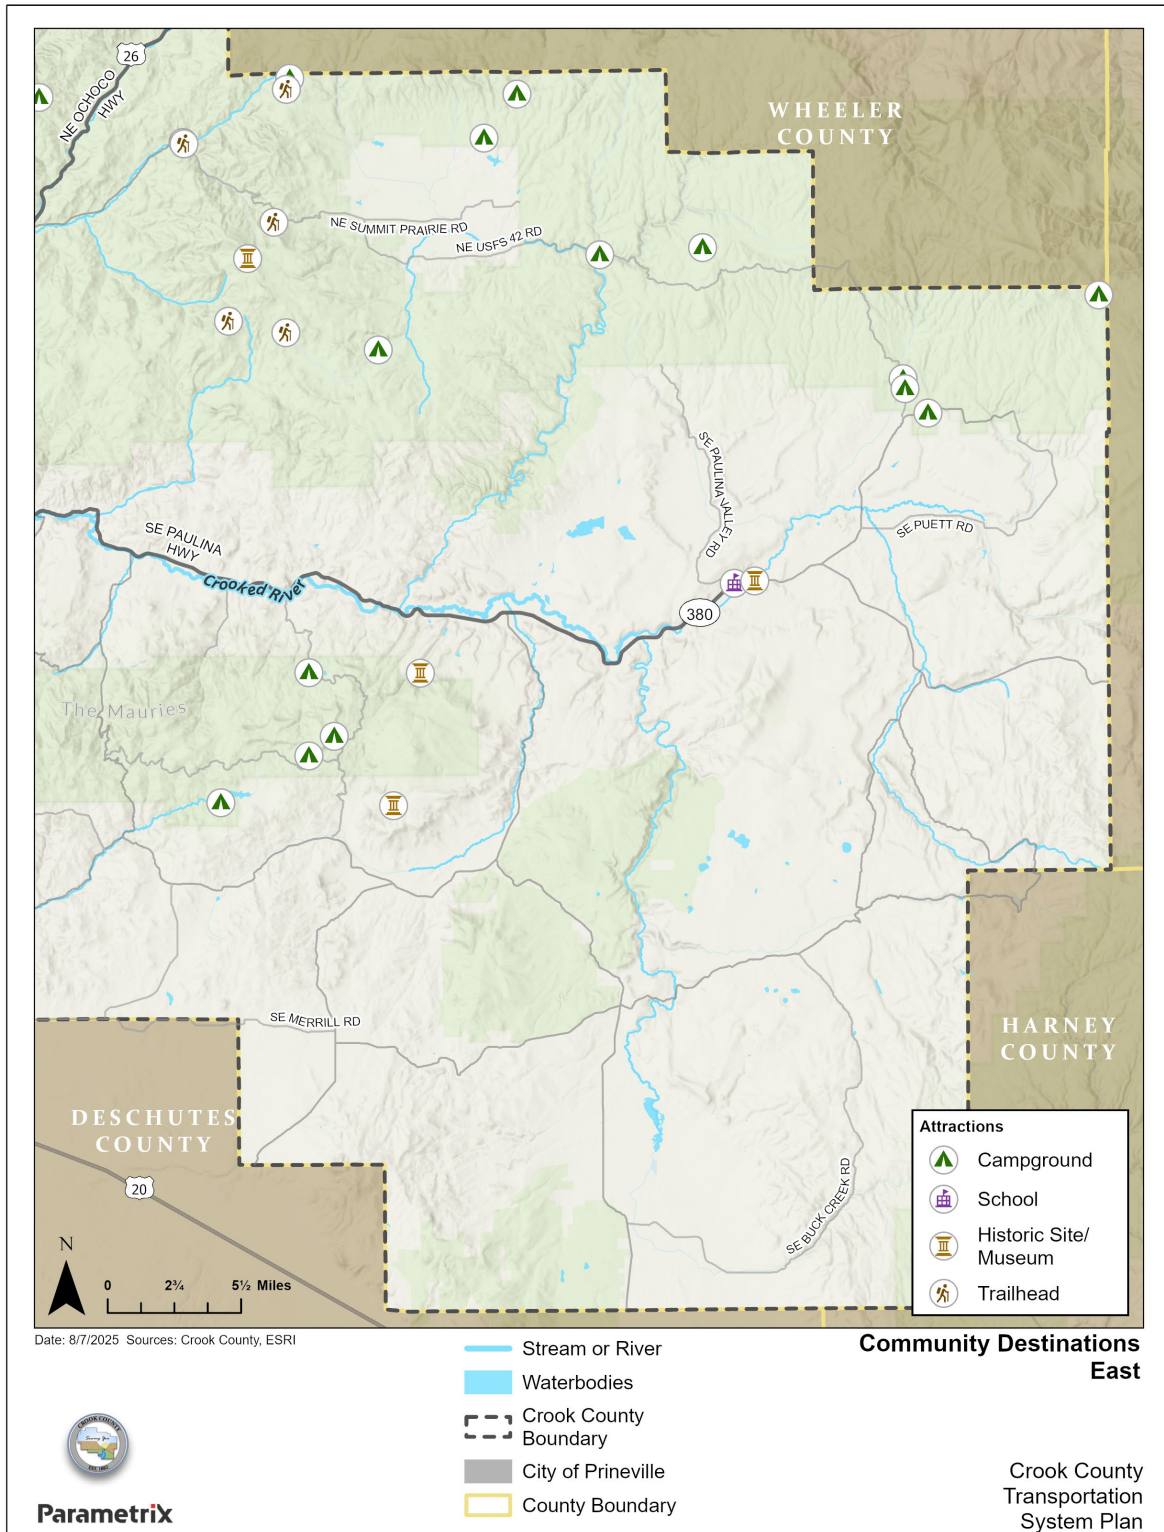 26
NE OCHOCO
HWY
WHEELER
COUNTY
NE SUMMIT PRAIRIE RD
NE USFS 42 RD
SE PAULINA VALLEY RD
SE PUETT RD
SE PAULINA
HWY
Crooked River
380
The Mauries
SE MERRILL RD
HARNEY
COUNTY
DESCHUTES
COUNTY
20
SE BUCK CREEK RD
N
0 2¾ 5½ Miles
Attractions
Campground
School
Historic Site/
Museum
Trailhead
Date: 8/7/2025 Sources: Crook County, ESRI
Stream or River
Waterbodies
Crook County
Boundary
City of Prineville
County Boundary
Community Destinations
East
CROOK COUNTY
Parametrix
Crook County
Transportation
System Plan